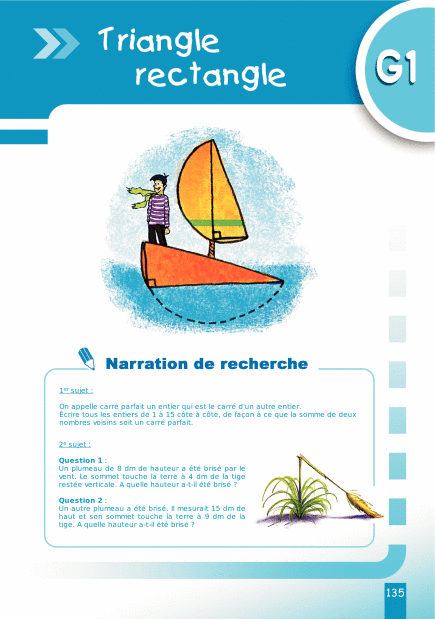 Triangle
rectangle
G1
Narration de recherche
1er sujet :
On appelle carré parfait un entier qui est le carré d'un autre entier.
Écrire tous les entiers de 1 à 15 côte à côte, de façon à ce que la somme de deux
nombres voisins soit un carré parfait.
2e sujet :
Question 1 :
Un plumeau de 8 dm de hauteur a été brisé par le
vent. Le sommet touche la terre à 4 dm de la tige
restée verticale. A quelle hauteur a-t-il été brisé ?
Question 2 :
Un autre plumeau a été brisé. Il mesurait 15 dm de
haut et son sommet touche la terre à 9 dm de la
tige. A quelle hauteur a-t-il été brisé ?
135